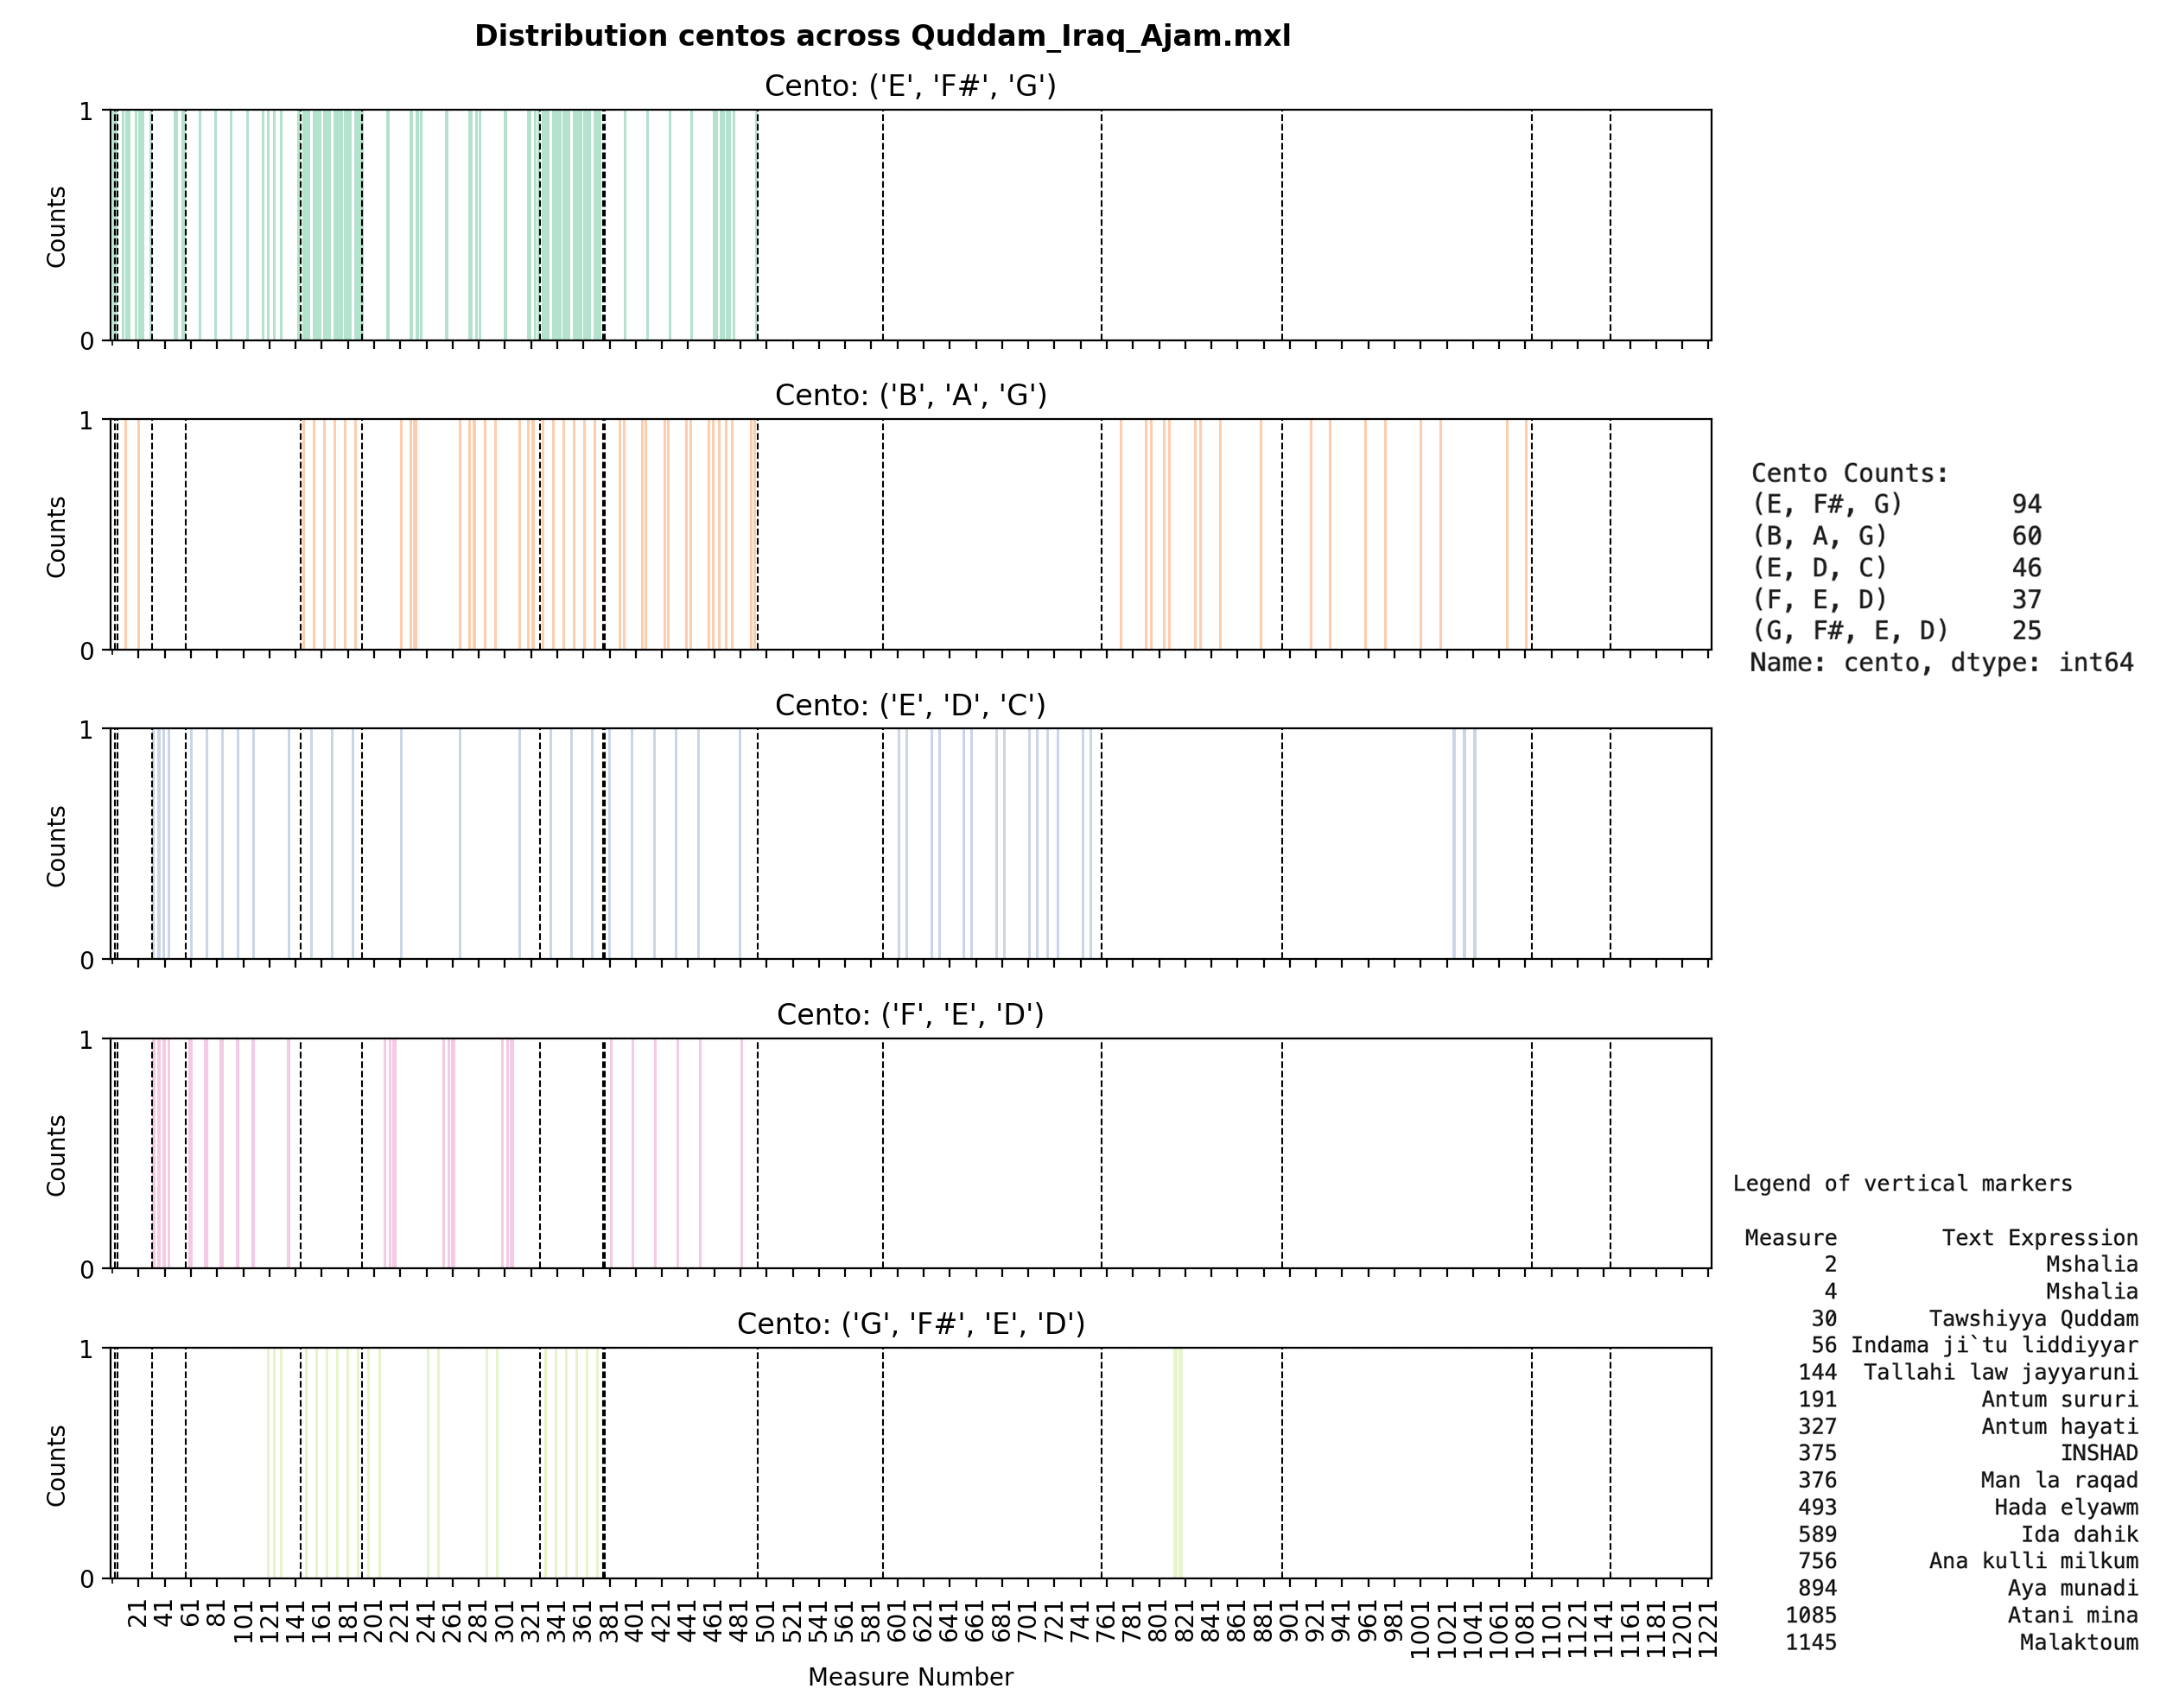 Distribution centos across Quddam_Iraq_Ajam.mxl
Cento: ('E', 'F#', 'G')
1
0
Counts
Cento: ('B', 'A', 'G')
1
0
Counts
Cento: ('E', 'D', 'C')
1
0
Counts
Cento: ('F', 'E', 'D')
1
0
Counts
Cento: ('G', 'F#', 'E', 'D')
1
0
Counts
21 41 61 81 101 121 141 161 181 201 221 241 261 281 301 321 341 361 381 401 421 441 461 481 501 521 541 561 581 601 621 641 661 681 701 721 741 761 781 801 821 841 861 881 901 921 941 961 981 1001 1021 1041 1061 1081 1101 1121 1141 1161 1181 1201 1221
Measure Number
Cento Counts:
(E, F#, G) 94
(B, A, G) 60
(E, D, C) 46
(F, E, D) 37
(G, F#, E, D) 25
Name: cento, dtype: int64
Legend of vertical markers
Measure Text Expression
2 Mshalia
4 Mshalia
30 Tawshiyya Quddam
56 Indama ji`tu liddiyyar
144 Tallahi law jayyaruni
191 Antum sururi
327 Antum hayati
375 INSHAD
376 Man la raqad
493 Hada elyawm
589 Ida dahik
756 Ana kulli milkum
894 Aya munadi
1085 Atani mina
1145 Malaktoum